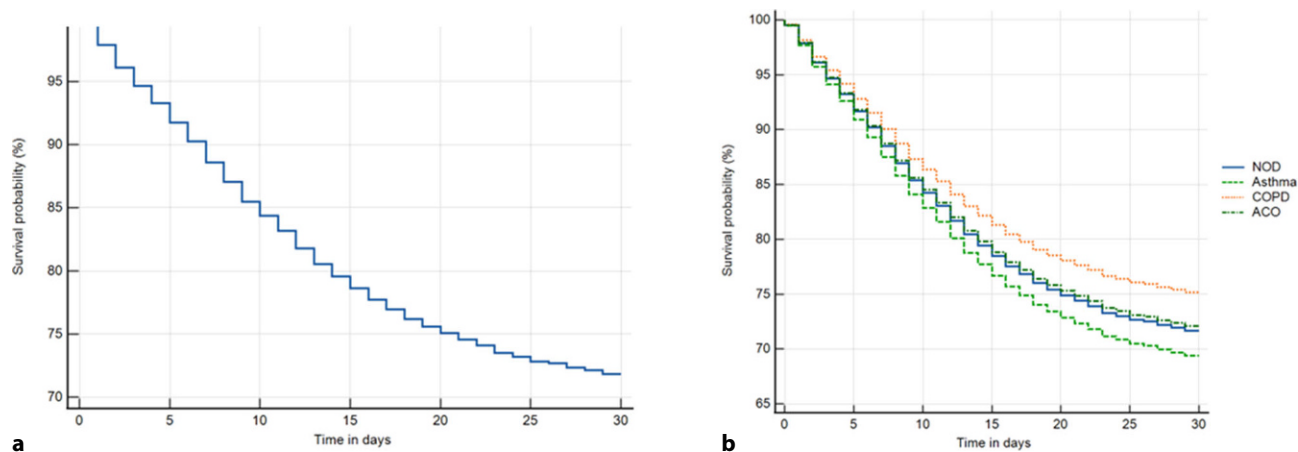 95
90
85
80
75
70
Survival probability (%)
0 5 10 15 20 25 30
Time in days
a
100
95
90
85
80
75
70
65
Survival probability (%)
0 5 10 15 20 25 30
Time in days
b
NOD
Asthma
COPD
ACO